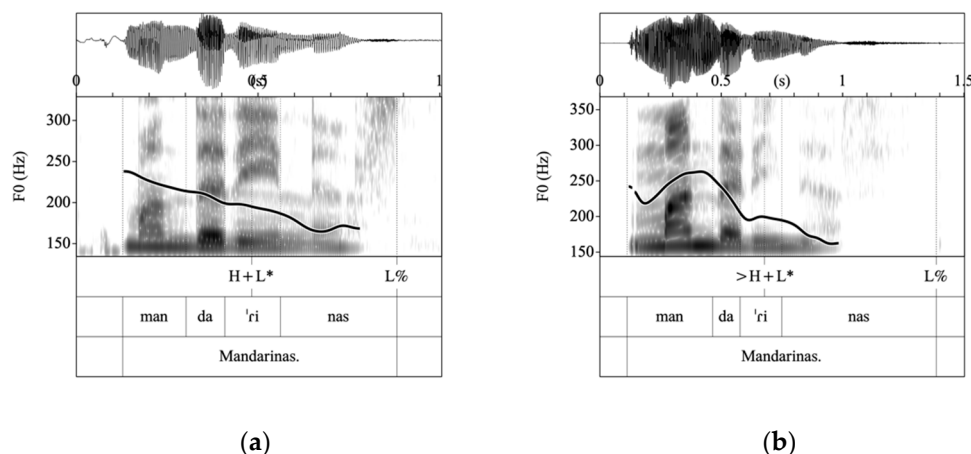 0 0.5 (s) 1
300
250
200
150
F0 (Hz)
H+L* L%
man da ˈɾi nas
Mandarinas.
(a)
0 0.5 (s) 1 1.5
350
300
250
200
150
F0 (Hz)
>H+L* L%
man da ˈɾi nas
Mandarinas.
(b)